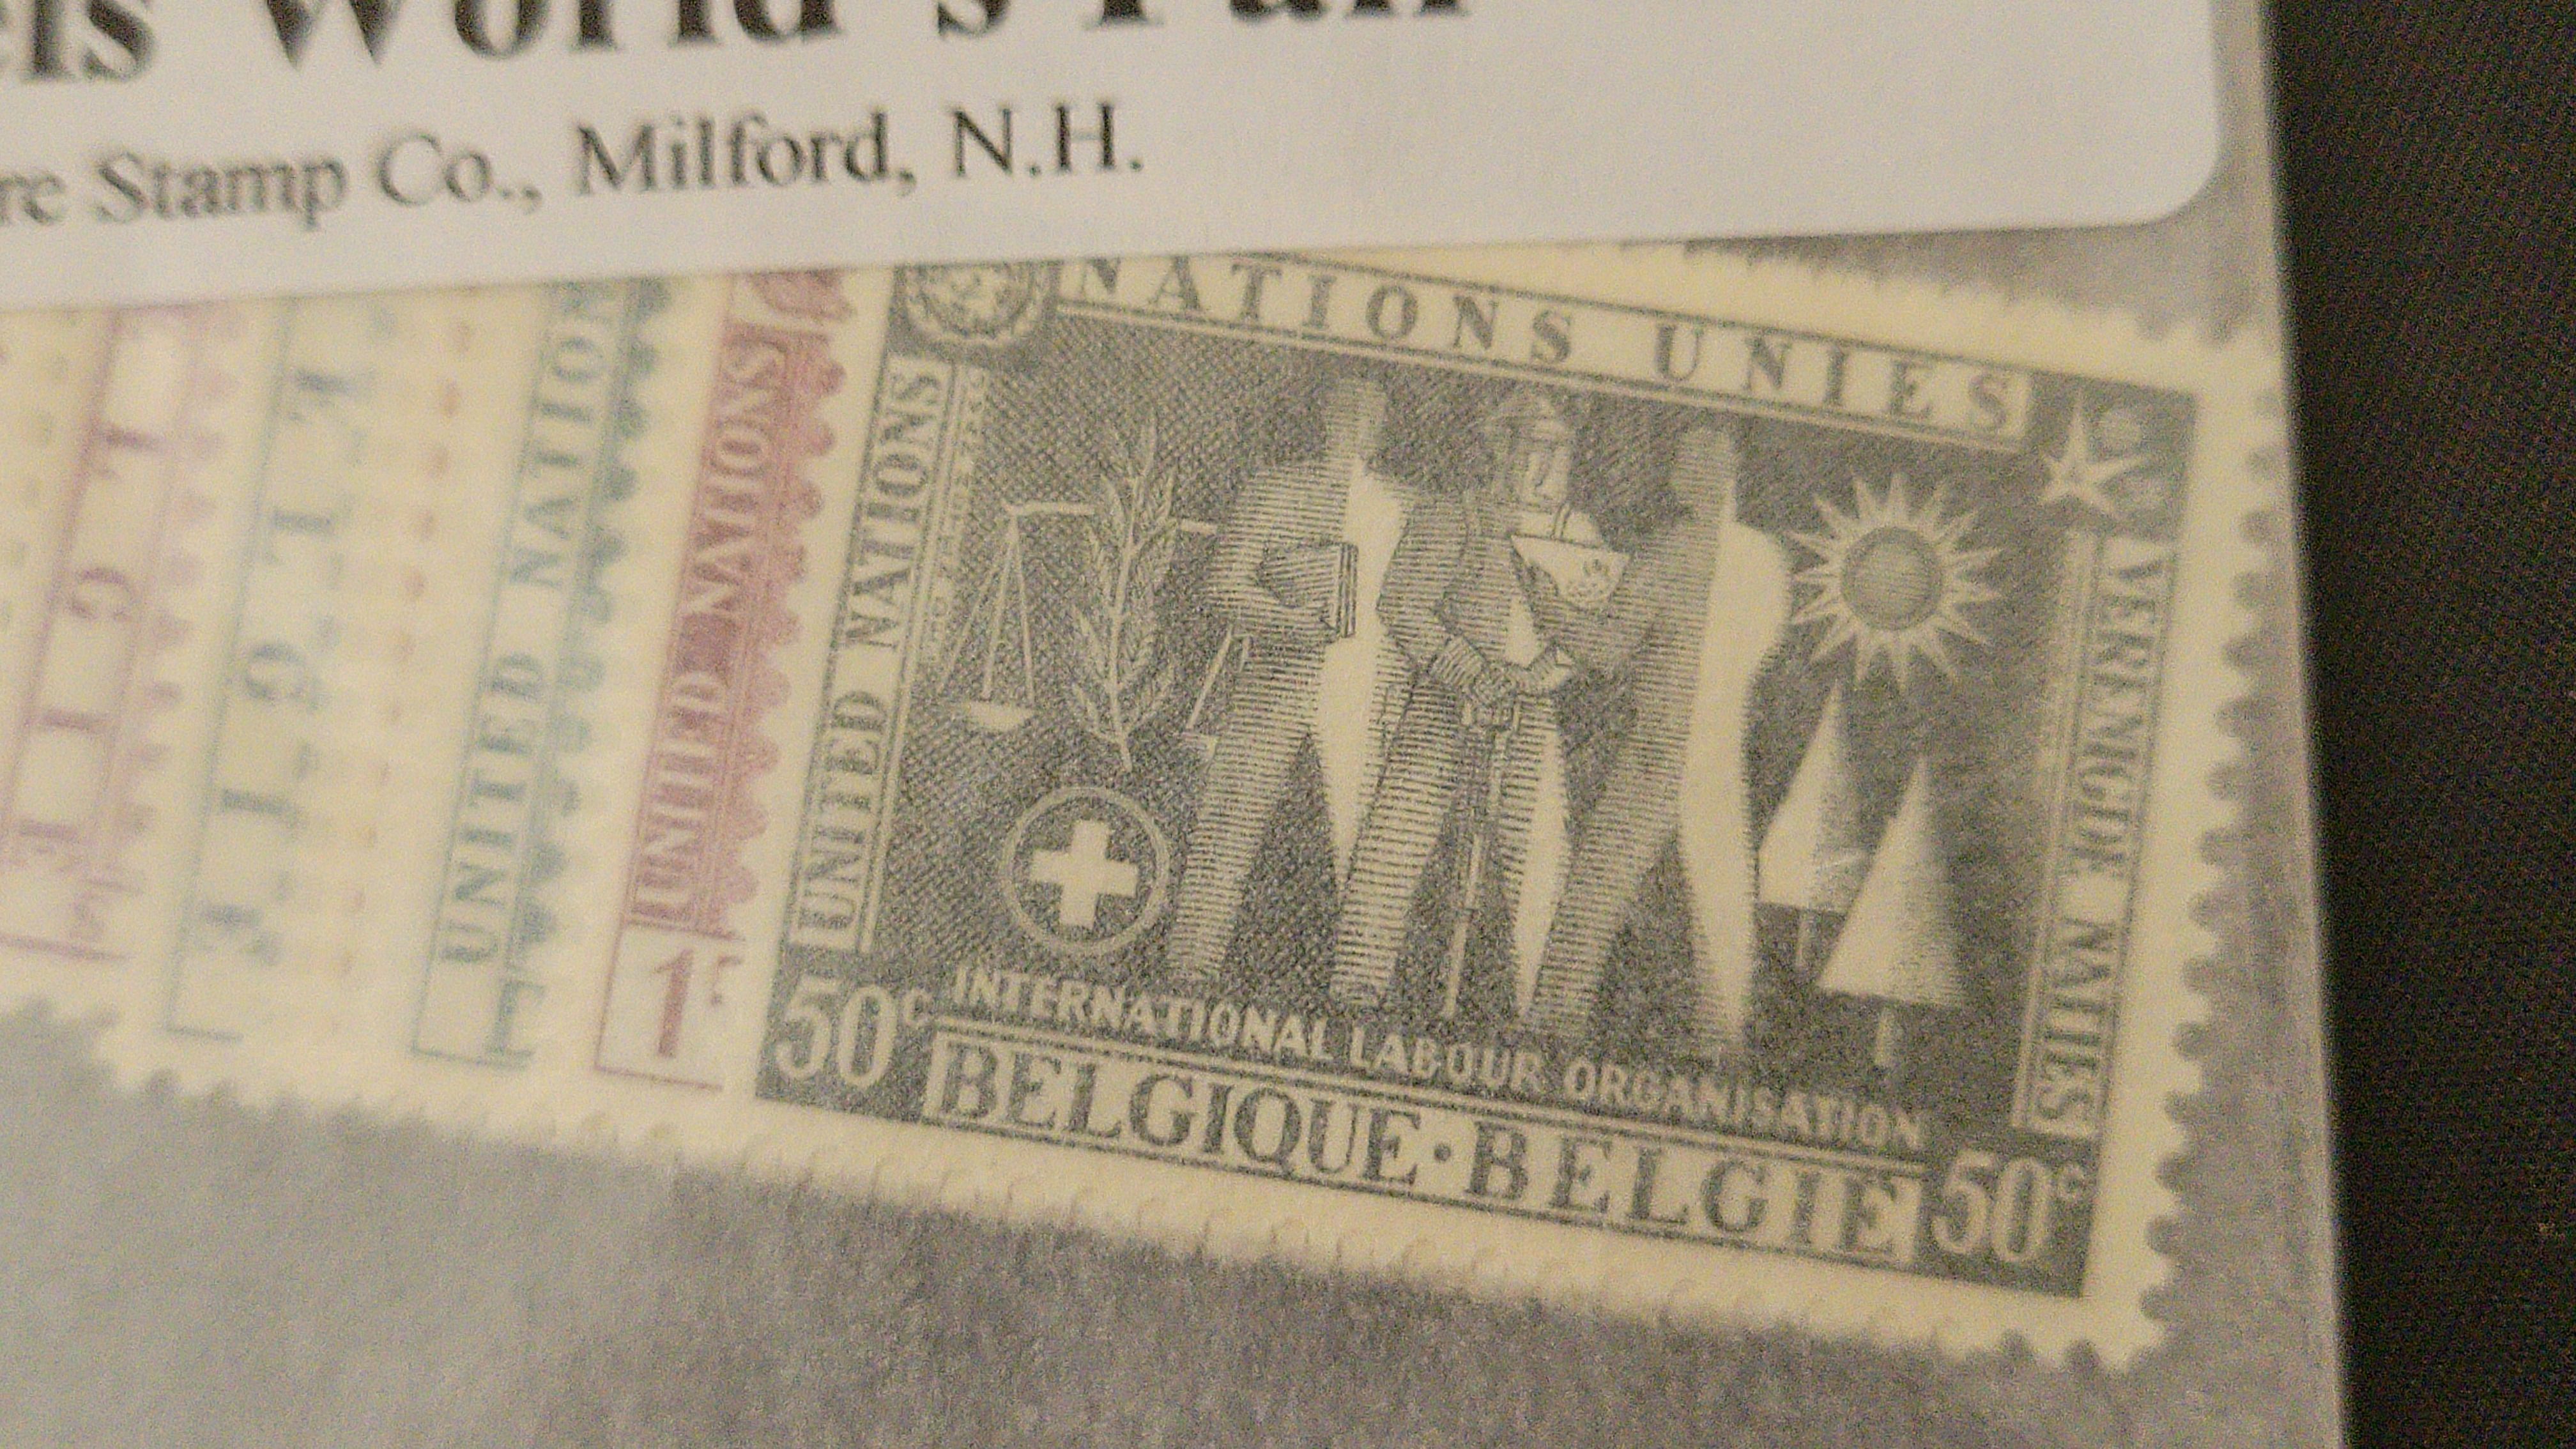 World's Fair
Stamp Co., Milford, N.H.
NATIONS UNIES
UNITED NATIONS
UNITED NATIONS
UNITED NATIONS
VERENIGDE NATIES
INTERNATIONAL LABOUR ORGANISATION
50c BELGIQUE · BELGIE 50c
1F